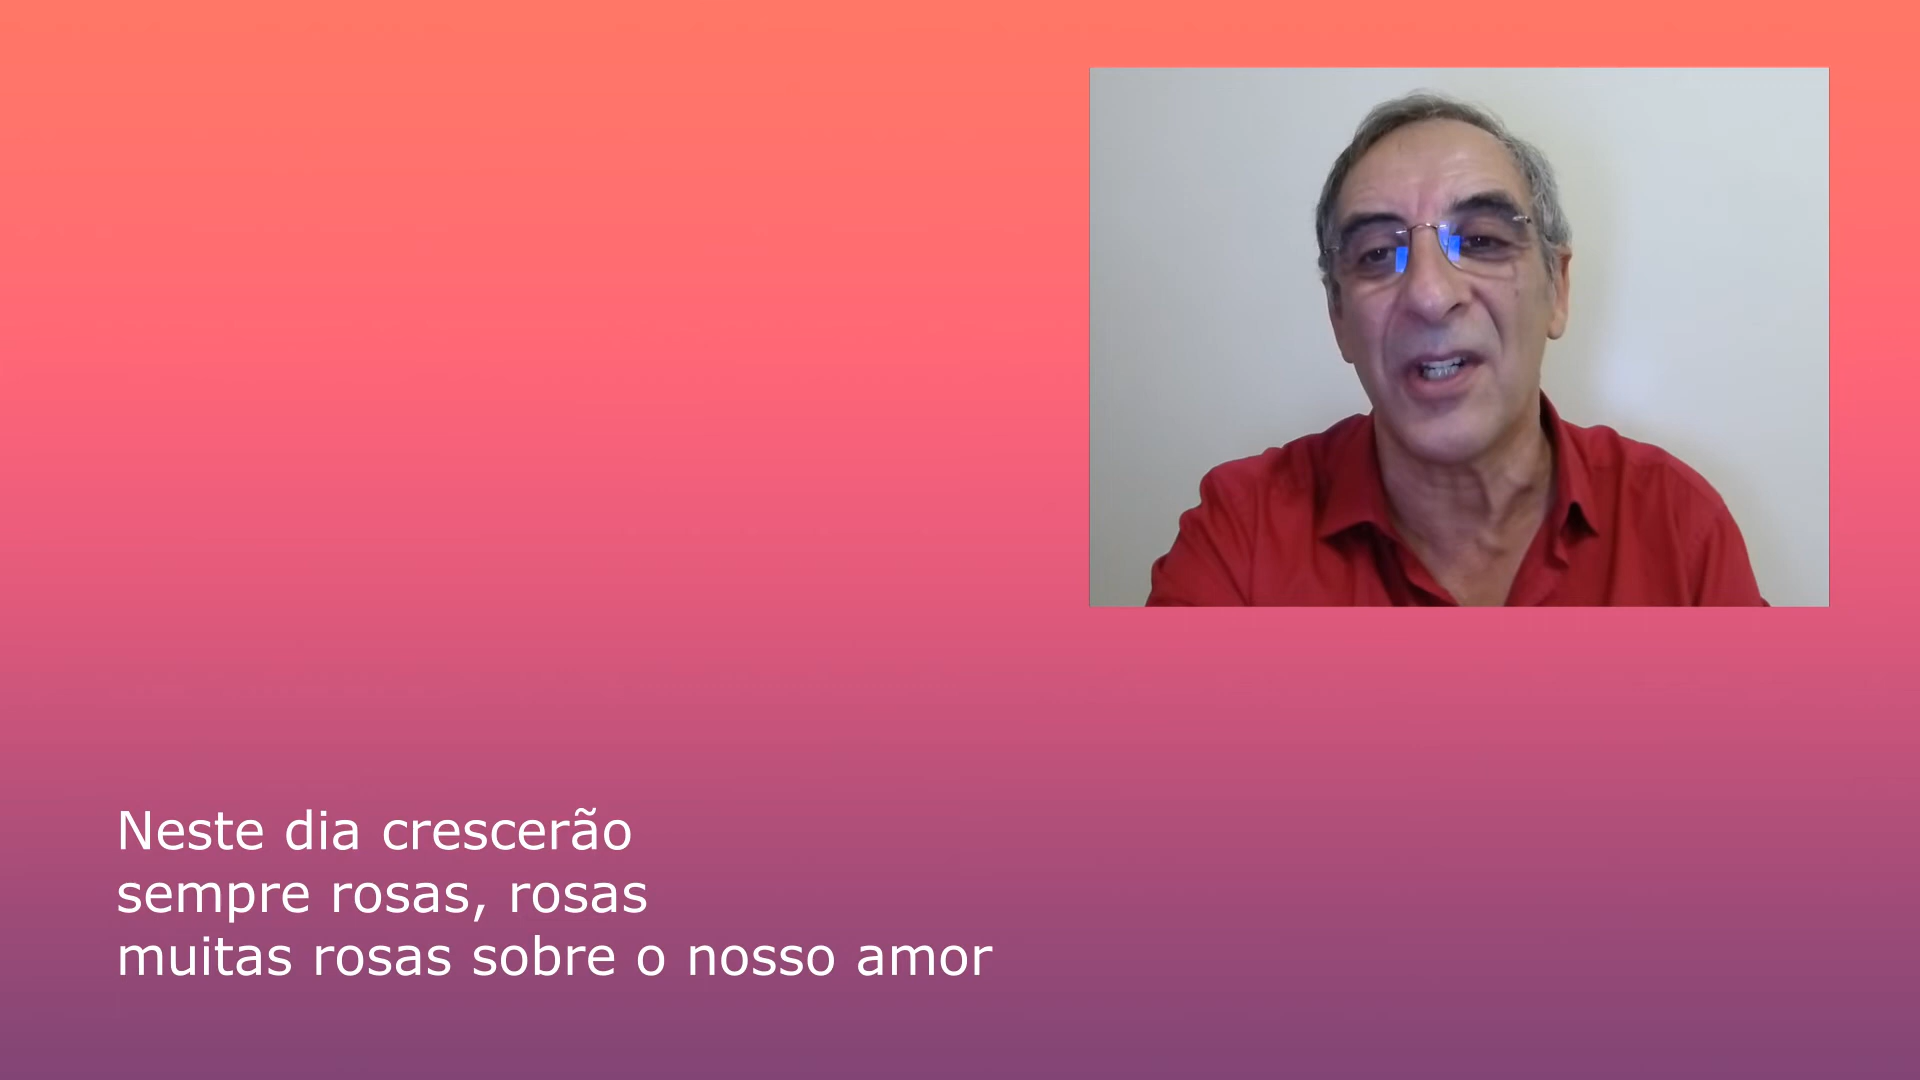 Neste dia crescerão
sempre rosas, rosas
muitas rosas sobre o nosso amor